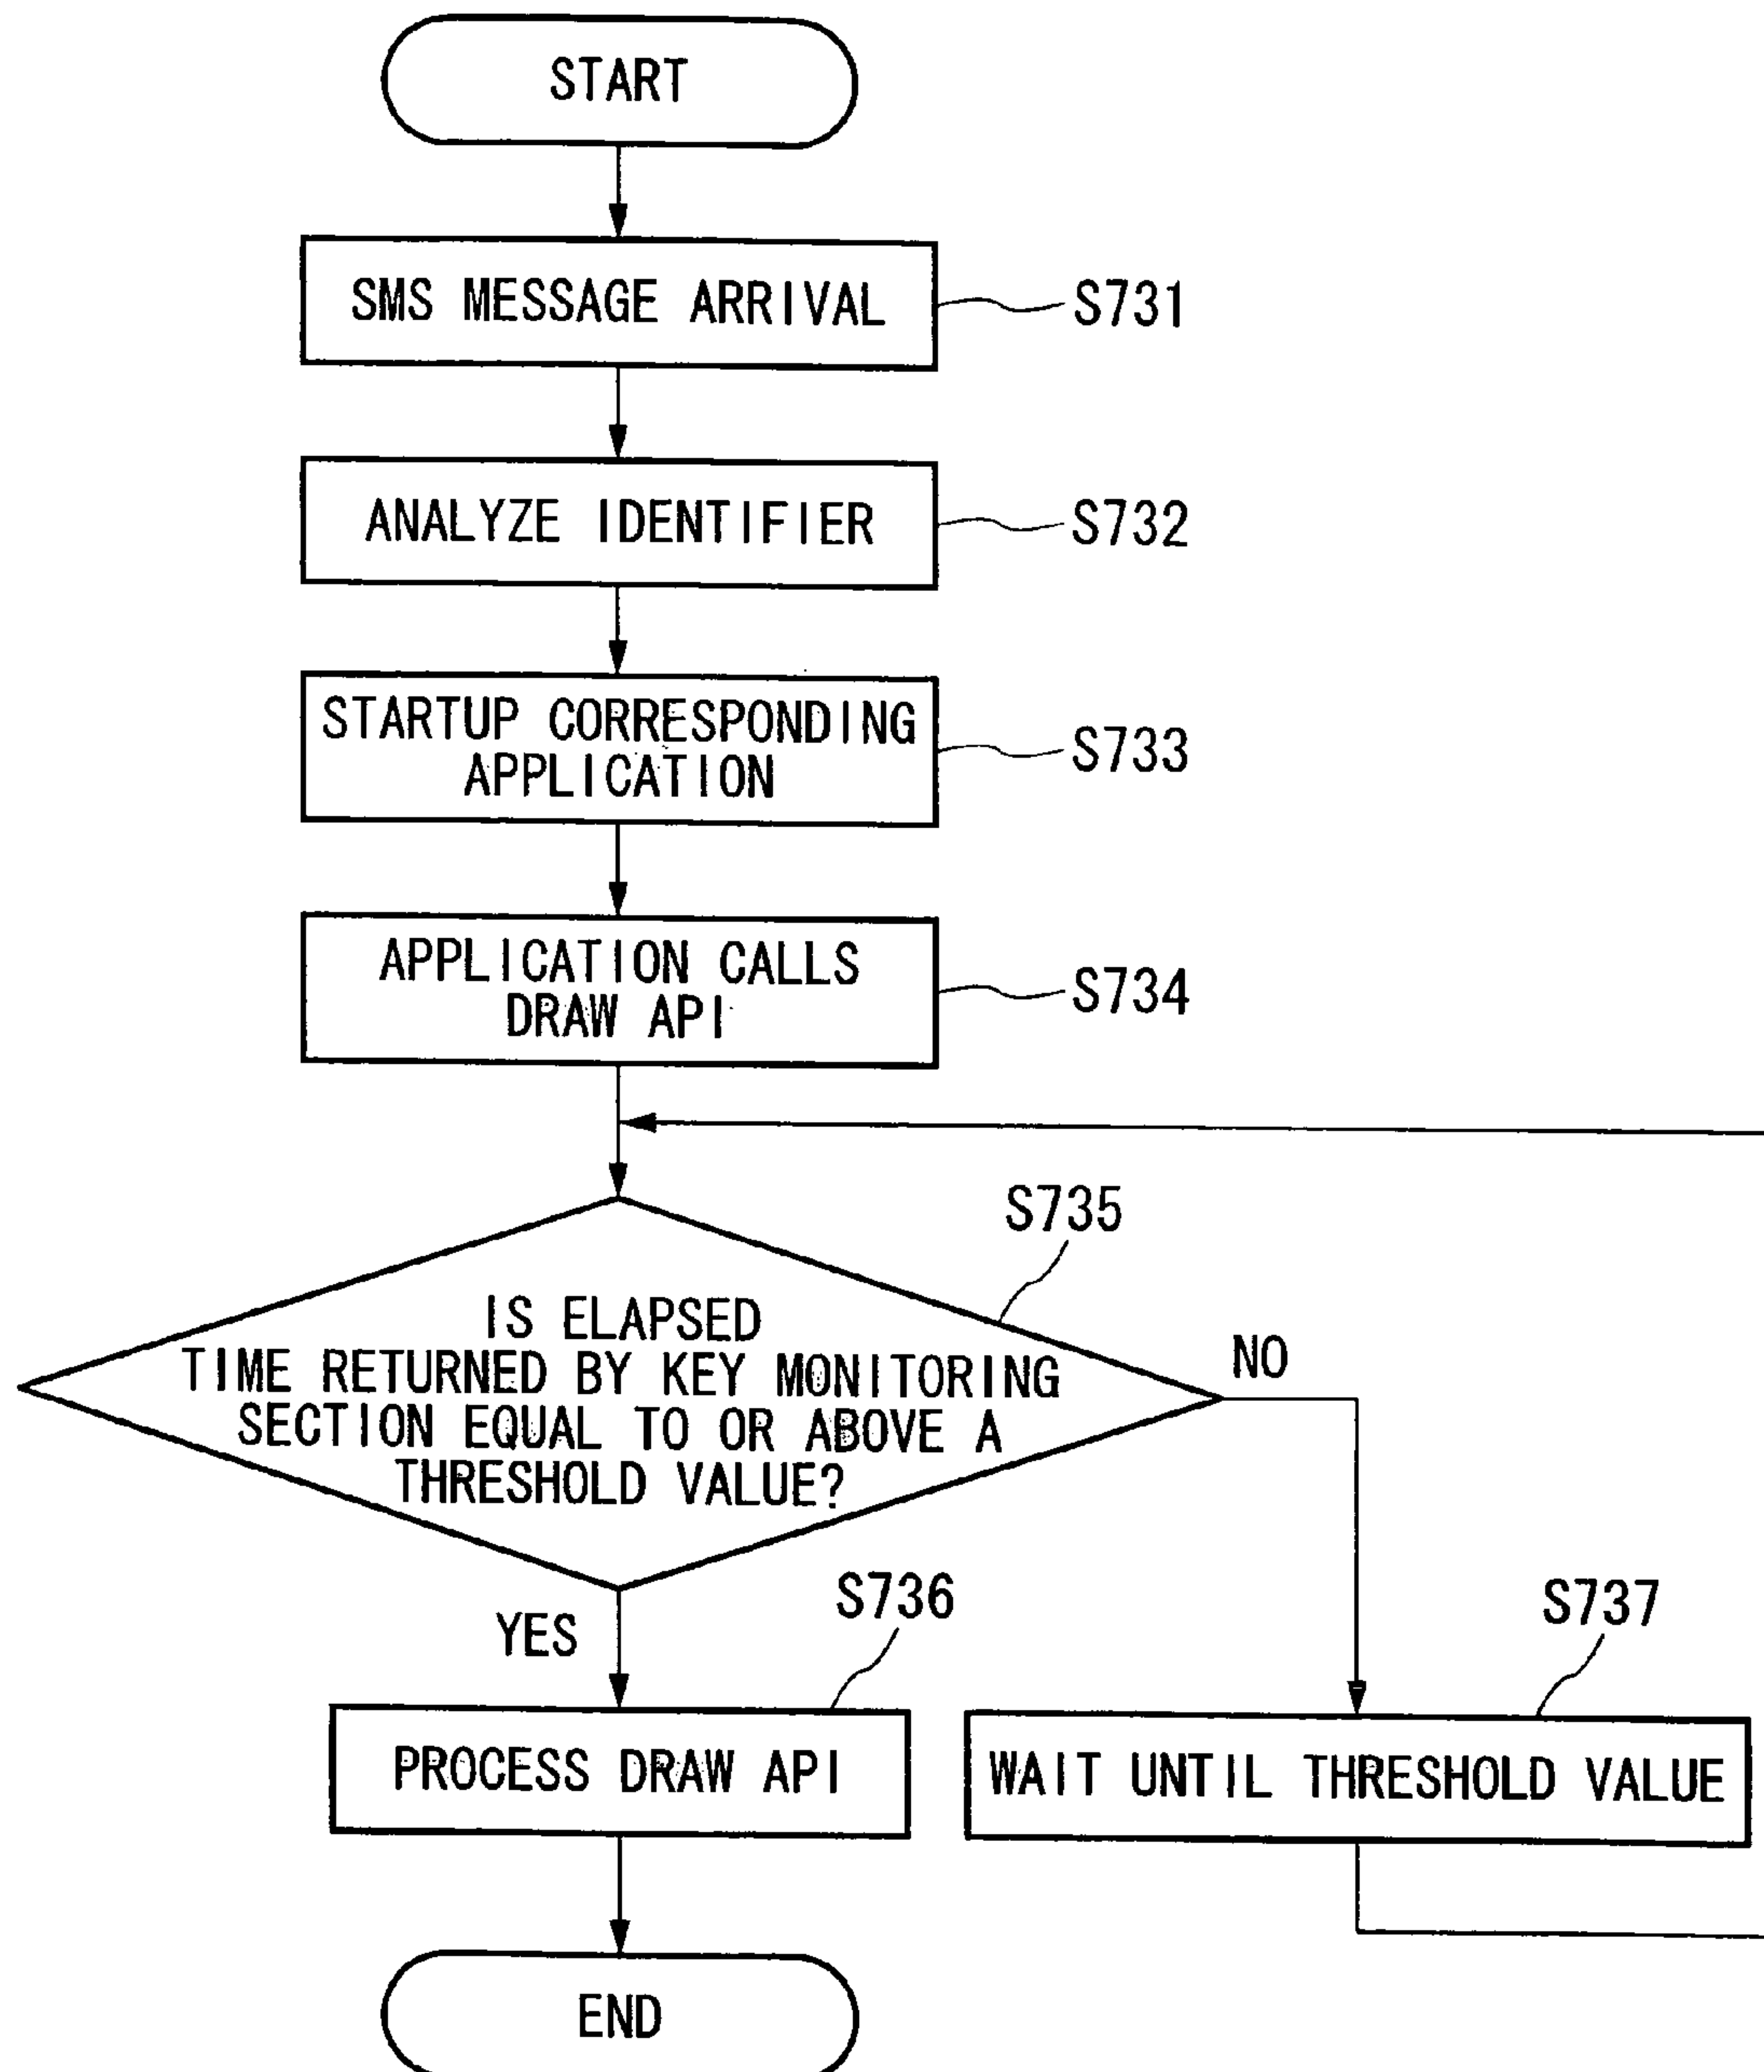 START
SMS MESSAGE ARRIVAL
S731
ANALYZE IDENTIFIER
S732
STARTUP CORRESPONDING
APPLICATION
S733
APPLICATION CALLS
DRAW API
S734
S735
IS ELAPSED
TIME RETURNED BY KEY MONITORING
SECTION EQUAL TO OR ABOVE A
THRESHOLD VALUE?
NO
YES
S736
S737
PROCESS DRAW API
WAIT UNTIL THRESHOLD VALUE
END